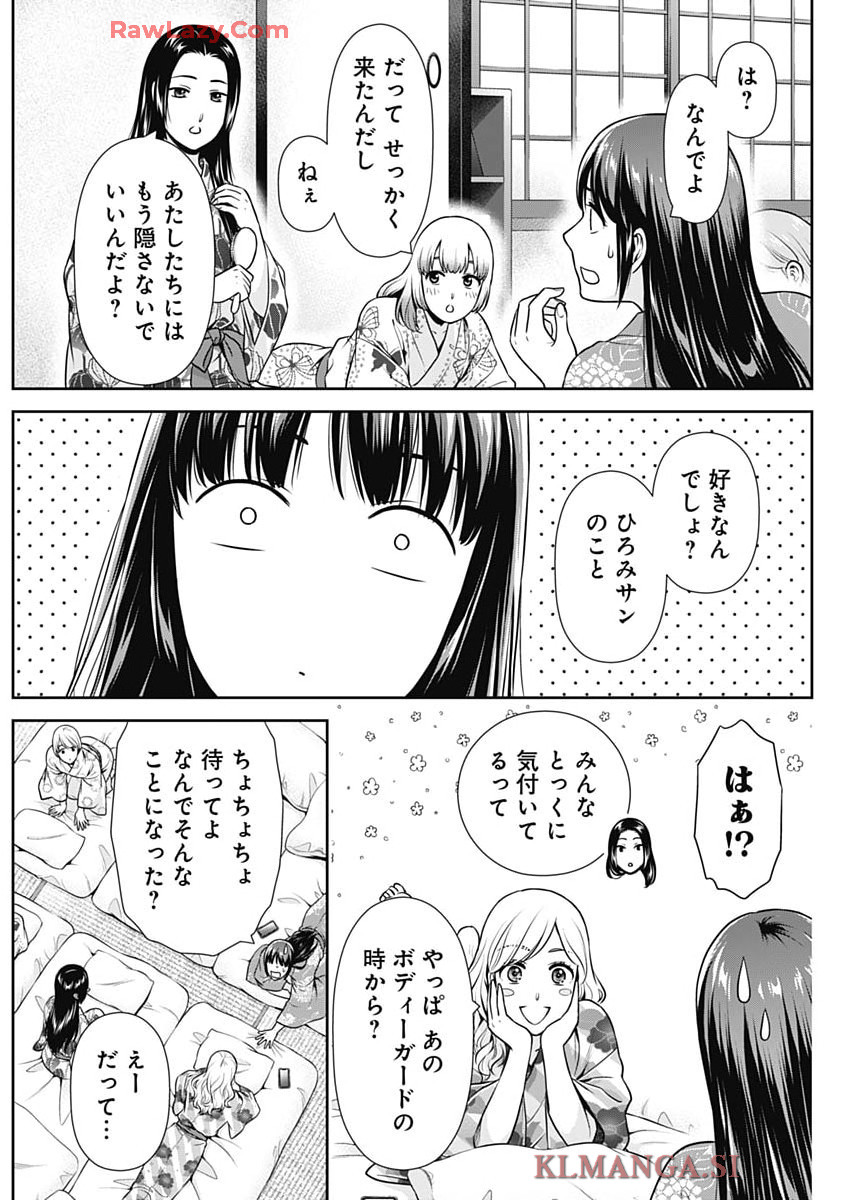 RawLazy.Com
は?
なんでよ
だって せっかく
来たんだし
ねぇ
あたしたちには
もう隠さないで
いいんだよ?
好きなん
でしょ?
ひろみサン
のこと
はぁ!?
みんな
とっくに
気付いて
るって
やっぱ あの
ボディーガードの
時から?
ちょちょちょ
待ってよ
なんでそんな
ことになった?
えー
だって…
KLMANGA.SI